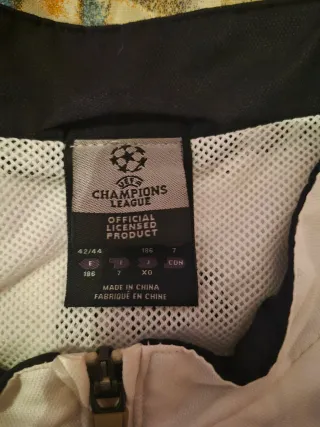 UEFA
CHAMPIONS
LEAGUE
OFFICIAL
LICENSED
PRODUCT
42/44 186 7
F I J CDN
186 7 XO
MADE IN CHINA
FABRIQUÉ EN CHINE